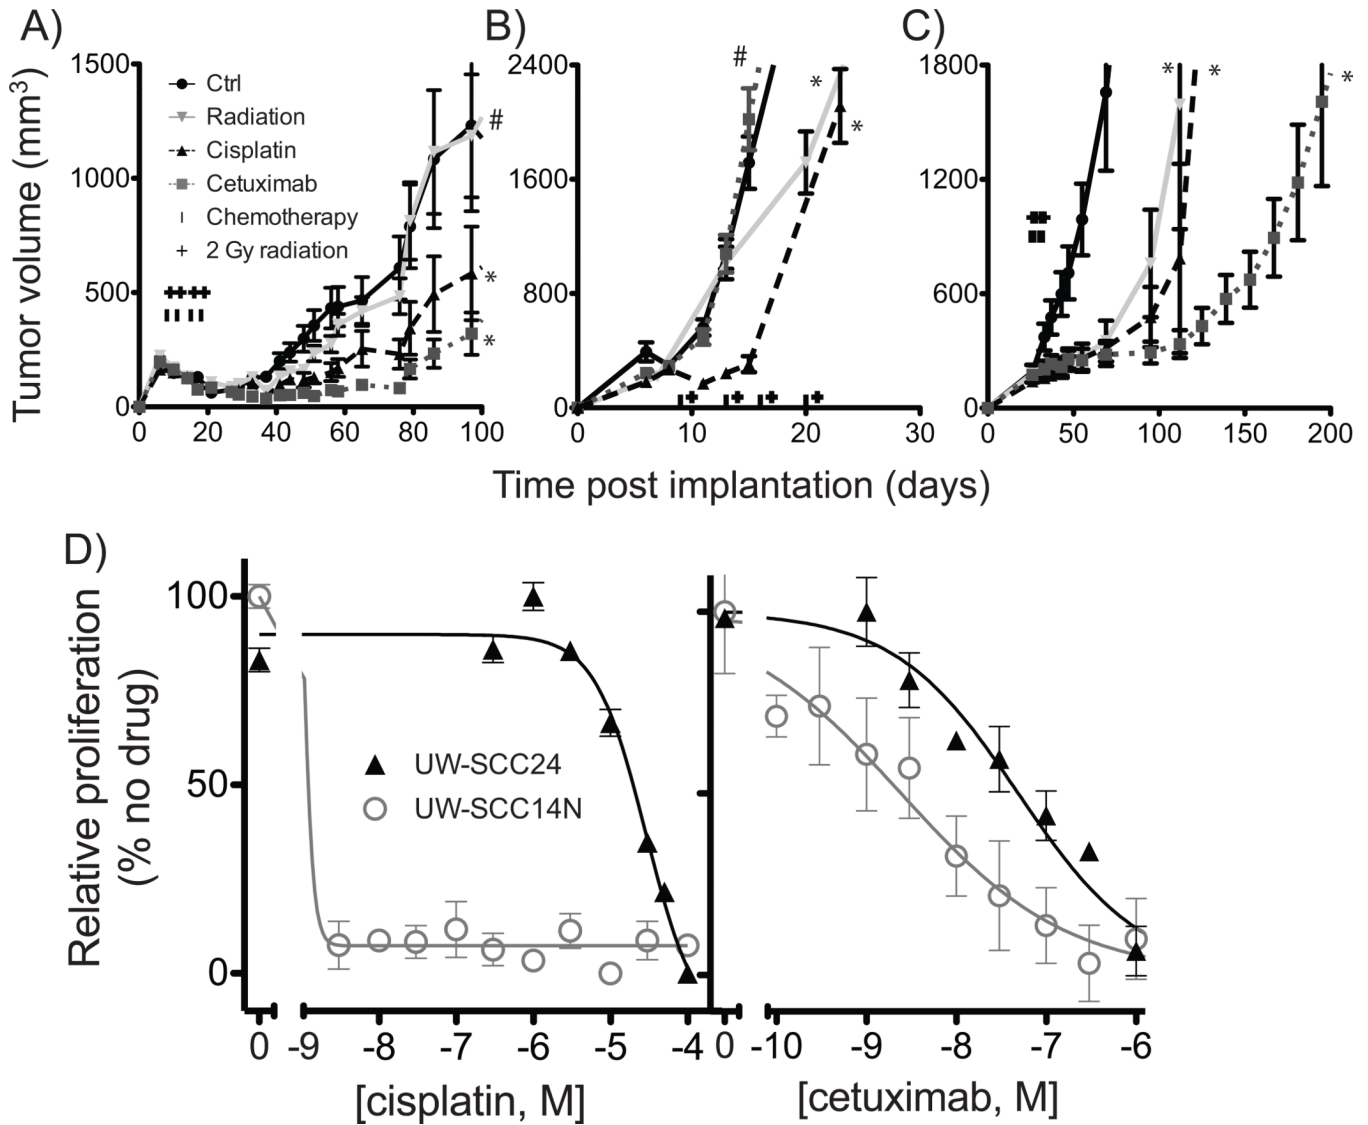 A)
B)
C)
Tumor volume (mm³)
1500
1000
500
0
Ctrl
Radiation
Cisplatin
Cetuximab
Chemotherapy
2 Gy radiation
#
*
*
0 20 40 60 80 100
2400
1600
800
0
#
*
*
0 10 20 30
1800
1200
600
0
*
*
*
0 50 100 150 200
Time post implantation (days)
D)
Relative proliferation
(% no drug)
100
50
0
UW-SCC24
UW-SCC14N
0 -9 -8 -7 -6 -5 -4
[cisplatin, M]
0 -10 -9 -8 -7 -6
[cetuximab, M]